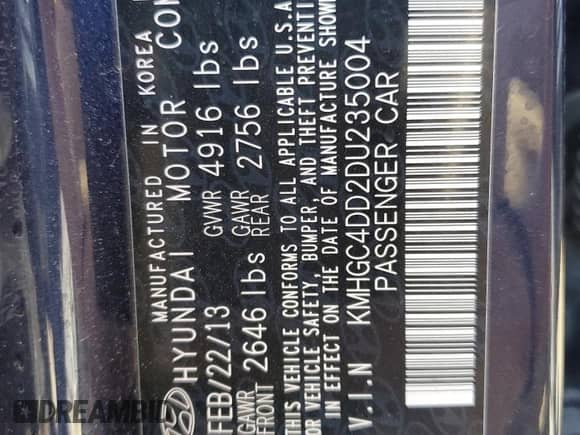 MANUFACTURED IN KOREA
HYUNDAI MOTOR
FEB/22/13 GVWR 4916 lbs
GAWR FRONT 2646 lbs GAWR REAR 2756 lbs
THIS VEHICLE CONFORMS TO ALL APPLICABLE U.S.A
VEHICLE SAFETY, BUMPER, AND THEFT
IN EFFECT ON THE DATE OF MANUFACTURE
V.I.N KMHGC4DD2DU235004
PASSENGER CAR
DREAMBID